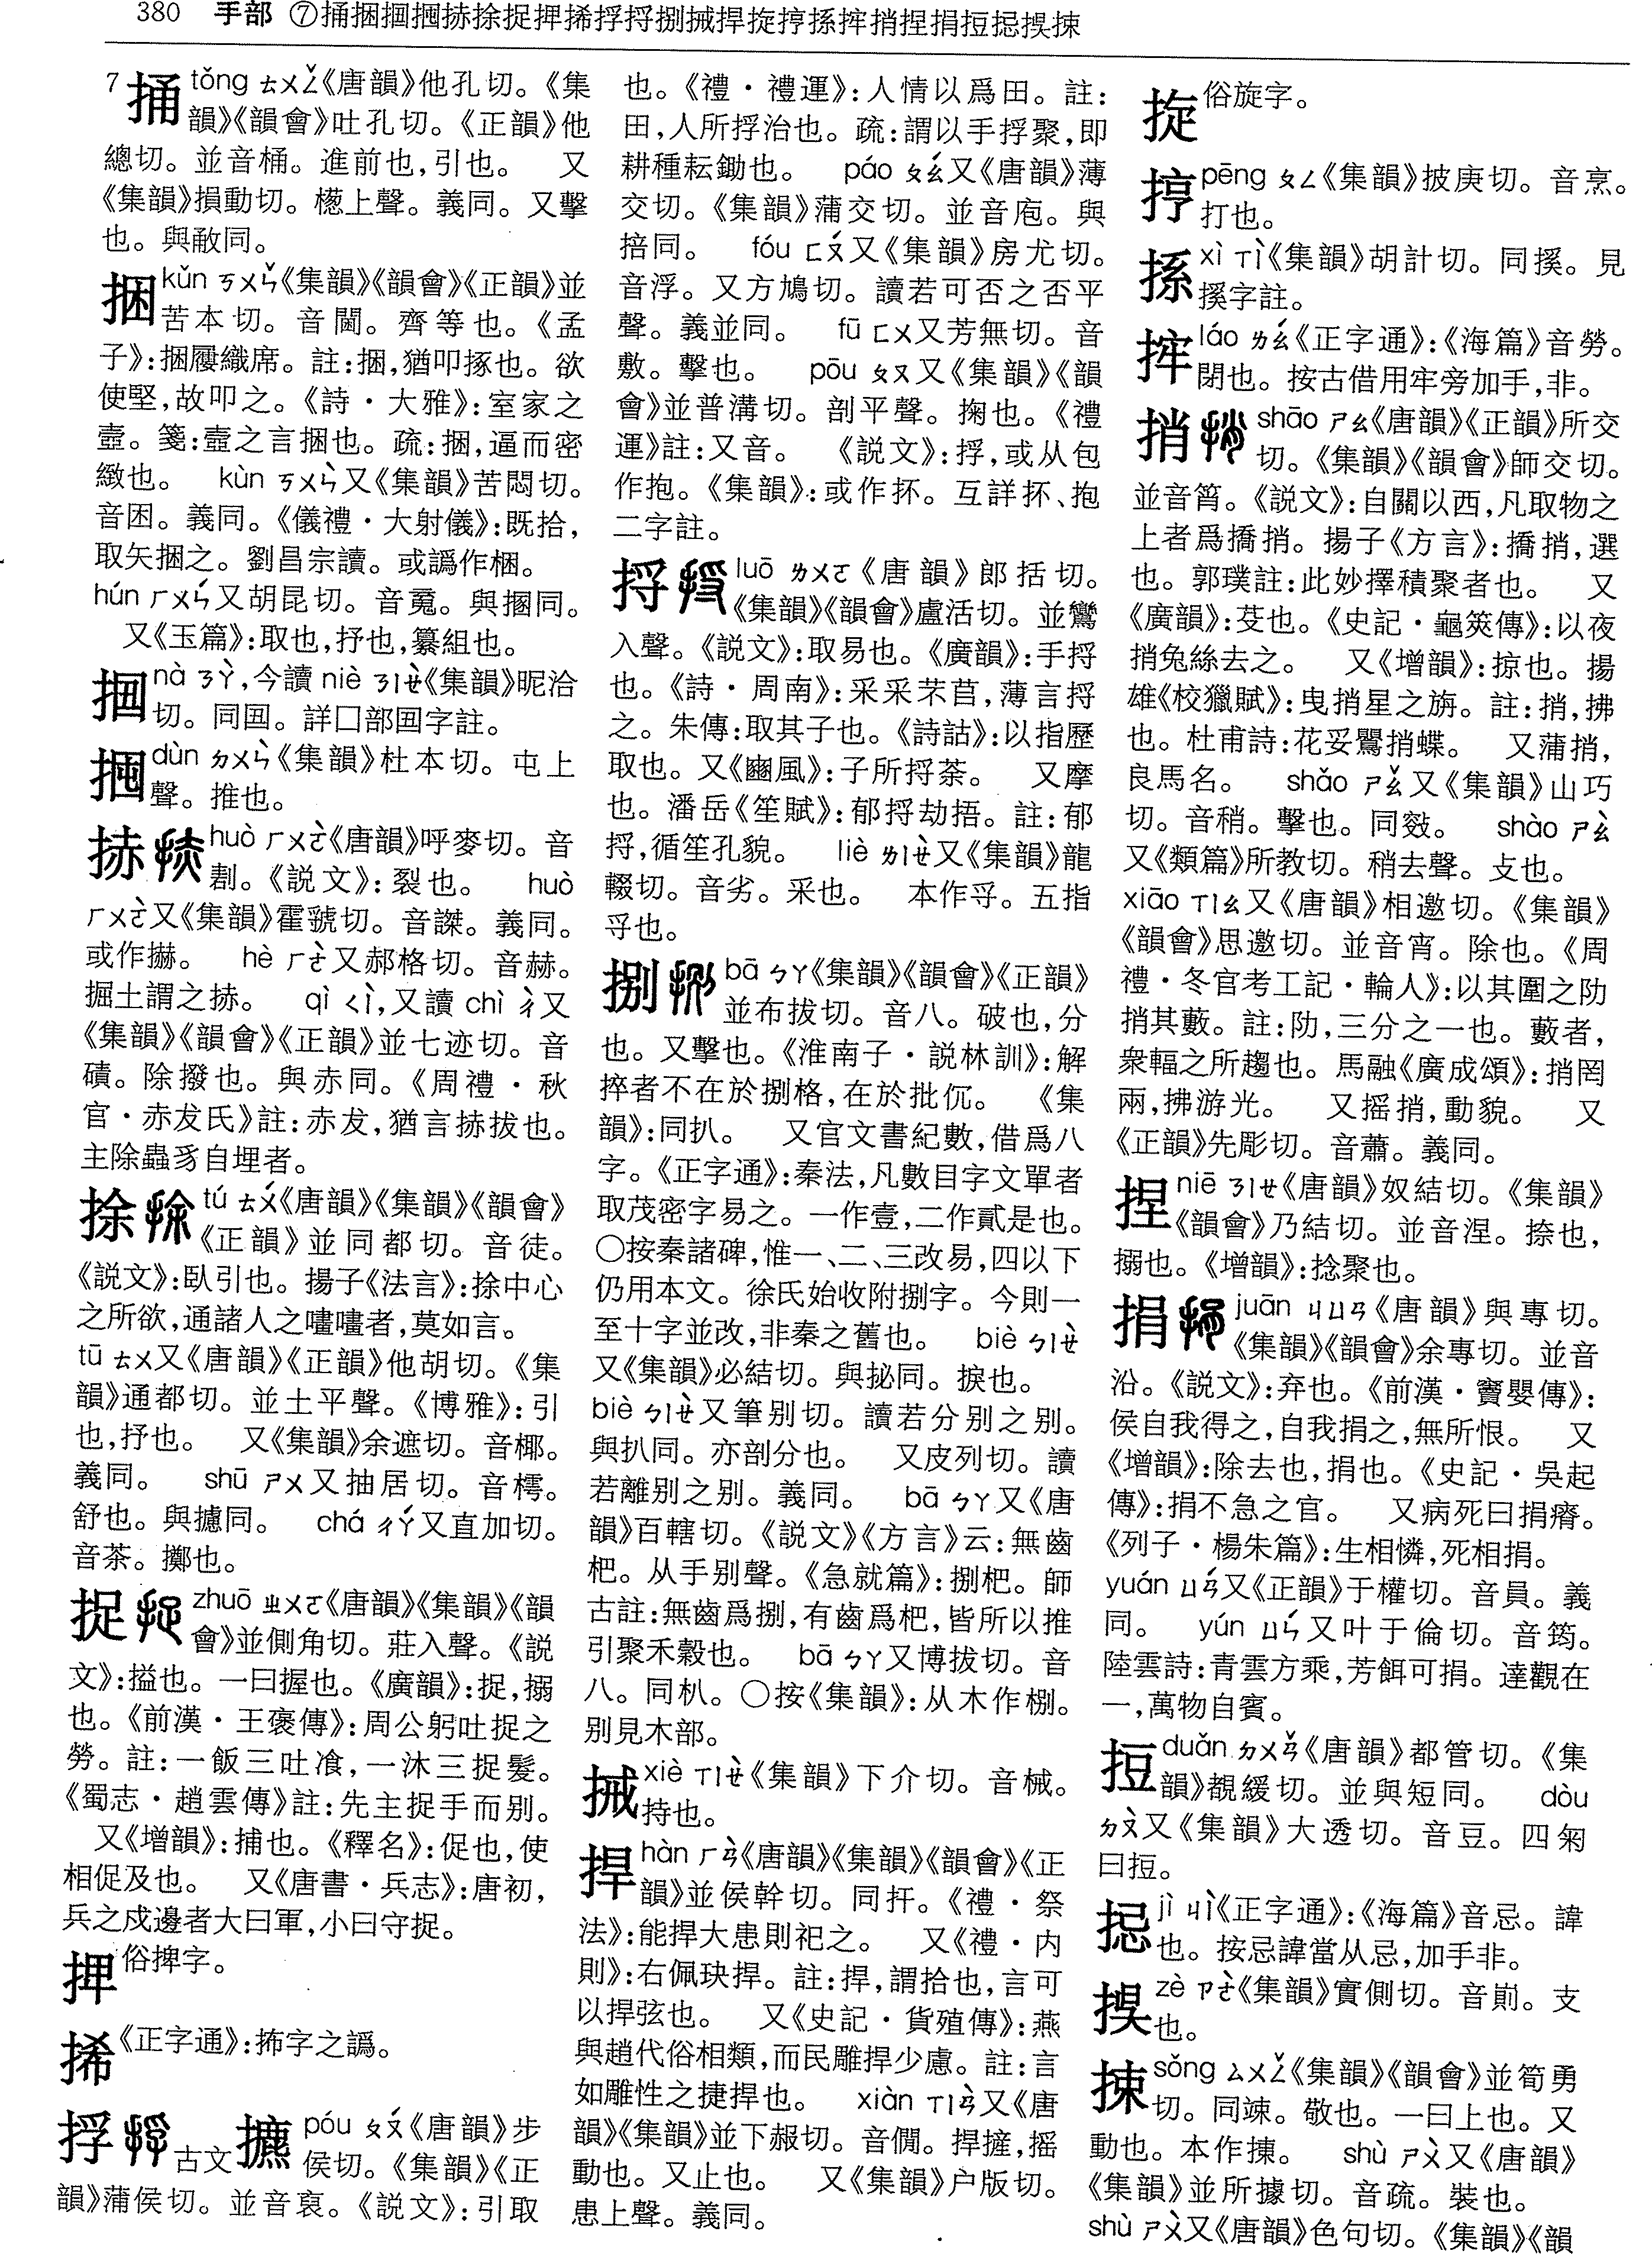 380 手部 ⑦捅捆掴捙捇捈捉捭捊捋捌捍挬捎捏捐挋捑揀
7捅 tǒng ㄊㄨㄥˇ《唐韻》他孔切。《集
韻》《韻會》吐孔切。《正韻》他
總切。並音桶。進前也,引也。 又
《集韻》損動切。檧上聲。義同。又擊
也。與敵同。
捆 kǔn ㄎㄨㄣˇ《集韻》《韻會》《正韻》並
苦本切。音閫。齊等也。《孟
子》:捆屨織席。註:捆,猶叩㧻也。欲
使堅,故叩之。《詩·大雅》:室家之
壼。箋:壼之言捆也。疏:捆,逼而密
緻也。 kùn ㄎㄨㄣˋ又《集韻》苦悶切。
音困。義同。《儀禮·大射儀》:既拾,
取矢捆之。劉昌宗讀。或譌作梱。
hún ㄏㄨㄣˊ又胡昆切。音䰟。與㨡同。
又《玉篇》:取也,抒也,纂組也。
nà ㄋㄚˋ,今讀 niè ㄋㄧㄝˋ《集韻》昵洽
切。同囡。詳囗部囡字註。
dùn ㄉㄨㄣˋ《集韻》杜本切。屯上
聲。推也。
捇 huò ㄏㄨㄛˋ《唐韻》呼麥切。音
剨。《説文》:裂也。 huò
ㄏㄨㄛˋ又《集韻》霍虢切。音謋。義同。
或作攇。 hè ㄏㄜˋ又郝格切。音赫。
掘土謂之捇。 qì ㄑㄧˋ,又讀 chì ㄔˋ又
《集韻》《韻會》《正韻》並七迹切。音
磧。除撥也。與赤同。《周禮·秋
官·赤犮氏》註:赤犮,猶言捇拔也。
主除蟲豸自埋者。
捈 tú ㄊㄨˊ《唐韻》《集韻》《韻會》
《正韻》並同都切。音徒。
《説文》:臥引也。揚子《法言》:捈中心
之所欲,通諸人之嚍嚍者,莫如言。
tū ㄊㄨ又《唐韻》《正韻》他胡切。《集
韻》通都切。並土平聲。《博雅》:引
也,抒也。 又《集韻》余遮切。音椰。
義同。 shū ㄕㄨ又抽居切。音樗。
舒也。與攄同。 chá ㄔㄚˊ又直加切。
音茶。擲也。
捉 zhuō ㄓㄨㄛ《唐韻》《集韻》《韻
會》並側角切。莊入聲。《説
文》:搤也。一曰握也。《廣韻》:捉,搦
也。《前漢·王褒傳》:周公躬吐捉之
勞。註:一飯三吐飡,一沐三捉髮。
《蜀志·趙雲傳》註:先主捉手而别。
又《增韻》:捕也。《釋名》:促也,使
相促及也。 又《唐書·兵志》:唐初,
兵之戍邊者大曰軍,小曰守捉。
俗捭字。
《正字通》:抪字之譌。
捊 古文 㩠 póu ㄆㄡˊ《唐韻》步
侯切。《集韻》《正
韻》蒲侯切。並音裒。《説文》:引取
也。《禮·禮運》:人情以爲田。註:
田,人所捊治也。疏:謂以手捊聚,即
耕種耘鋤也。 páo ㄆㄠˊ又《唐韻》薄
交切。《集韻》蒲交切。並音庖。與
掊同。 fóu ㄈㄡˊ又《集韻》房尤切。
音浮。又方鳩切。讀若可否之否平
聲。義並同。 fū ㄈㄨ又芳無切。音
敷。擊也。 pōu ㄆㄡ又《集韻》《韻
會》並普溝切。剖平聲。掬也。《禮
運》註:又音。 《説文》:捊,或从包
作抱。《集韻》:或作抔。互詳抔、抱
二字註。
捋 luō ㄌㄨㄛ《唐韻》郎括切。
《集韻》《韻會》盧活切。並鸞
入聲。《説文》:取易也。《廣韻》:手捋
也。《詩·周南》:采采芣苢,薄言捋
之。朱傳:取其子也。《詩詁》:以指歷
取也。又《豳風》:予所捋荼。 又摩
也。潘岳《笙賦》:郁捋劫捂。註:郁
捋,循笙孔貌。 liè ㄌㄧㄝˋ又《集韻》龍
輟切。音劣。采也。 本作寽。五指
寽也。
捌 bā ㄅㄚ《集韻》《韻會》《正韻》
並布拔切。音八。破也,分
也。又擊也。《淮南子·説林訓》:解
捽者不在於捌格,在於批伔。 《集
韻》:同扒。 又官文書紀數,借爲八
字。《正字通》:秦法,凡數目字文單者
取茂密字易之。一作壹,二作貳是也。
〇按秦諸碑,惟一、二、三改易,四以下
仍用本文。徐氏始收附捌字。今則一
至十字並改,非秦之舊也。 biè ㄅㄧㄝˋ
又《集韻》必結切。與㧙同。捩也。
biè ㄅㄧㄝˋ又筆别切。讀若分别之别。
與扒同。亦剖分也。 又皮列切。讀
若離别之别。義同。 bā ㄅㄚ又《唐
韻》百轄切。《説文》《方言》云:無齒
杷。从手别聲。《急就篇》:捌杷。師
古註:無齒爲捌,有齒爲杷,皆所以推
引聚禾穀也。 bā ㄅㄚ又博拔切。音
八。同朳。〇按《集韻》:从木作㭭。
别見木部。
㧴 xiè ㄒㄧㄝˋ《集韻》下介切。音械。
持也。
捍 hàn ㄏㄢˋ《唐韻》《集韻》《韻會》《正
韻》並侯幹切。同扞。《禮·祭
法》:能捍大患則祀之。 又《禮·内
則》:右佩玦捍。註:捍,謂拾也,言可
以捍弦也。 又《史記·貨殖傳》:燕
與趙代俗相類,而民雕捍少慮。註:言
如雕性之捷捍也。 xiàn ㄒㄧㄢˋ又《唐
韻》《集韻》並下赧切。音僩。捍摐,摇
動也。又止也。 又《集韻》户版切。
患上聲。義同。
俗旋字。
pēng ㄆㄥ《集韻》披庚切。音烹。
打也。
xì ㄒㄧˋ《集韻》胡計切。同㩗。見
㩗字註。
láo ㄌㄠˊ《正字通》:《海篇》音勞。
閉也。按古借用牢旁加手,非。
捎 shāo ㄕㄠ《唐韻》《正韻》所交
切。《集韻》《韻會》師交切。
並音筲。《説文》:自關以西,凡取物之
上者爲撟捎。揚子《方言》:撟捎,選
也。郭璞註:此妙擇積聚者也。 又
《廣韻》:芟也。《史記·龜筴傳》:以夜
捎兔絲去之。 又《增韻》:掠也。揚
雄《校獵賦》:曳捎星之旃。註:捎,拂
也。杜甫詩:花妥鸎捎蝶。 又蒲捎,
良馬名。 shǎo ㄕㄠˇ又《集韻》山巧
切。音稍。擊也。同㪢。 shào ㄕㄠˋ
又《類篇》所教切。稍去聲。攴也。
xiāo ㄒㄧㄠ又《唐韻》相邀切。《集韻》
《韻會》思邀切。並音宵。除也。《周
禮·冬官考工記·輪人》:以其圍之阞
捎其藪。註:阞,三分之一也。藪者,
衆輻之所趨也。馬融《廣成頌》:捎罔
兩,拂游光。 又摇捎,動貌。 又
《正韻》先彫切。音蕭。義同。
捏 niē ㄋㄧㄝ《唐韻》奴結切。《集韻》
《韻會》乃結切。並音涅。捺也,
搦也。《增韻》:捻聚也。
捐 juān ㄐㄩㄢ《唐韻》與專切。
《集韻》《韻會》余專切。並音
沿。《説文》:弃也。《前漢·竇嬰傳》:
侯自我得之,自我捐之,無所恨。 又
《增韻》:除去也,捐也。《史記·吳起
傳》:捐不急之官。 又病死曰捐瘠。
《列子·楊朱篇》:生相憐,死相捐。
yuán ㄩㄢˊ又《正韻》于權切。音員。義
同。 yún ㄩㄣˊ又叶于倫切。音筠。
陸雲詩:青雲方乘,芳餌可捐。達觀在
一,萬物自賓。
duǎn ㄉㄨㄢˇ《唐韻》都管切。《集
韻》覩緩切。並與短同。 dòu
ㄉㄡˋ又《集韻》大透切。音豆。四匊
曰𢭃。
jì ㄐㄧˋ《正字通》:《海篇》音忌。諱
也。按忌諱當从忌,加手非。
zè ㄗㄜˋ《集韻》實側切。音崱。支
也。
揀 sǒng ㄙㄨㄥˇ《集韻》《韻會》並筍勇
切。同竦。敬也。一曰上也。又
動也。本作㨂。 shù ㄕㄨˋ又《唐韻》
《集韻》並所據切。音疏。裝也。
shù ㄕㄨˋ又《唐韻》色句切。《集韻》《韻